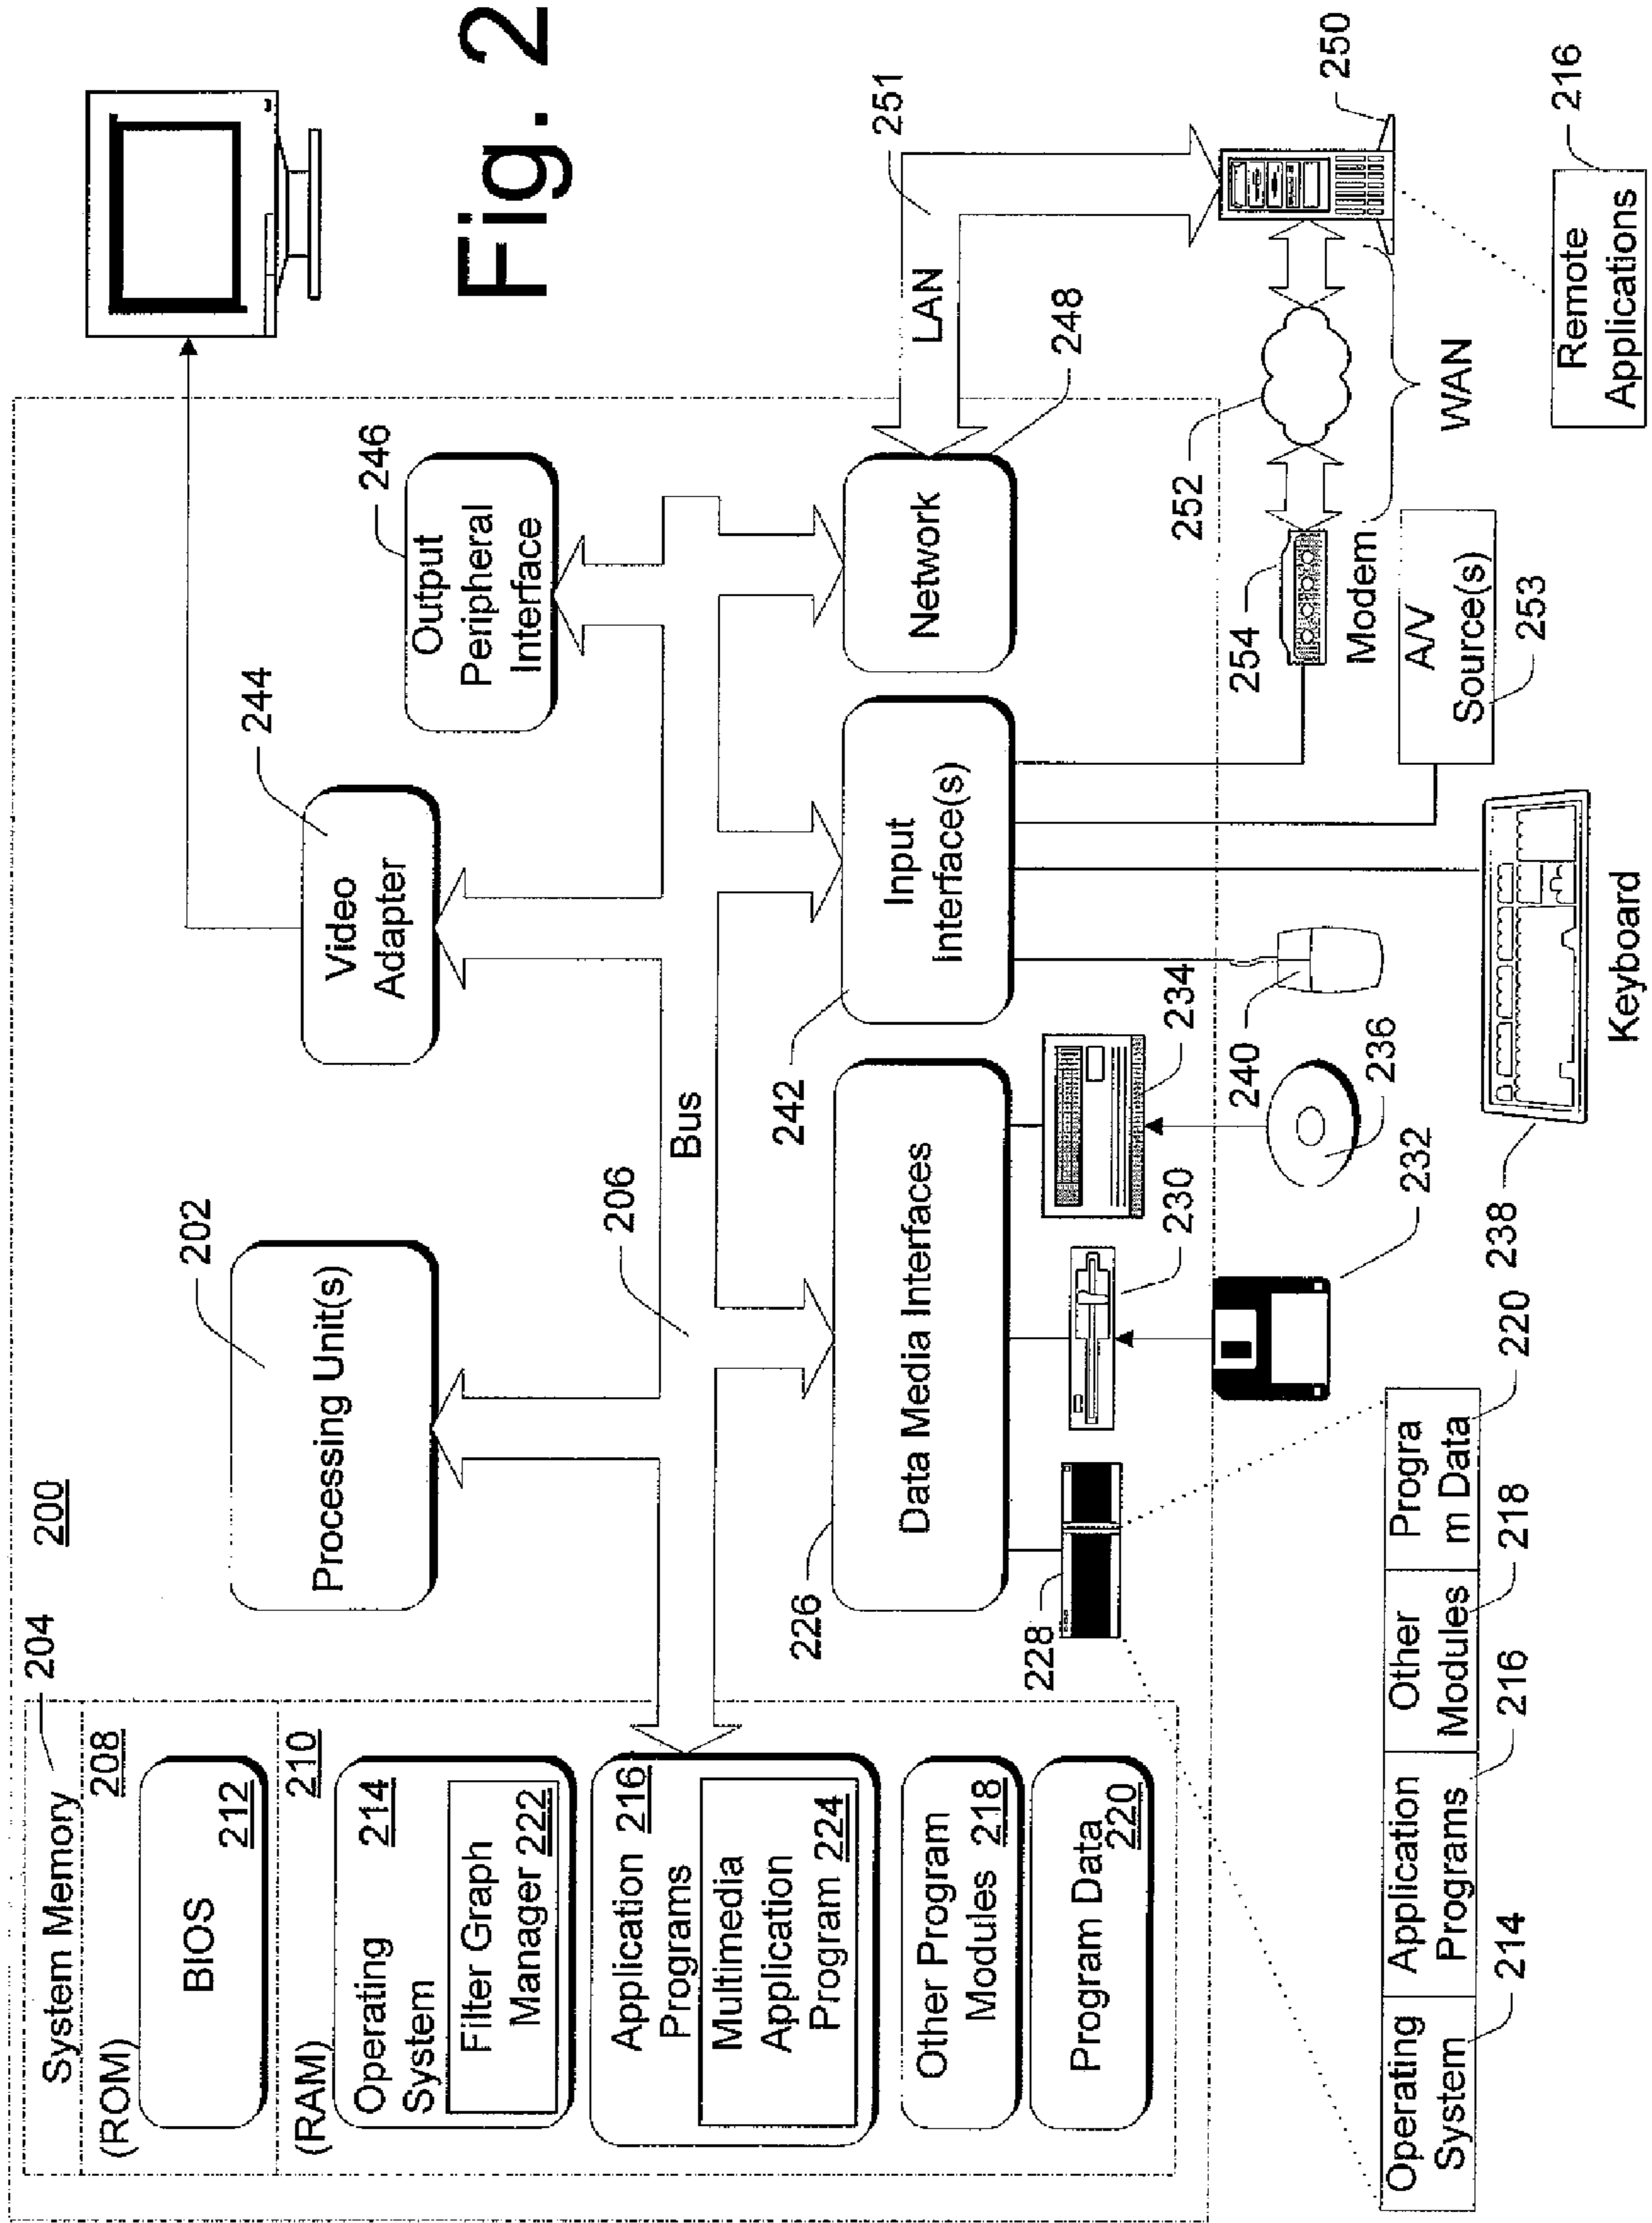 200
System Memory
204
(ROM)
208
BIOS
212
(RAM)
210
Operating
System
214
Filter Graph
Manager 222
Application 216
Programs
Multimedia
Application
Program 224
Other Program
Modules 218
Program Data
220
202
Processing Unit(s)
244
Video
Adapter
246
Output
Peripheral
Interface
Fig. 2
206
Bus
226
Data Media Interfaces
242
Input
Interface(s)
Network
248
LAN
251
228
230
234
232
236
240
254
Modem
252
WAN
250
A/V
Source(s)
253
Remote
Applications
216
238
Keyboard
Operating
System
214
Application
Programs
216
Other
Modules
218
Progra
m Data
220